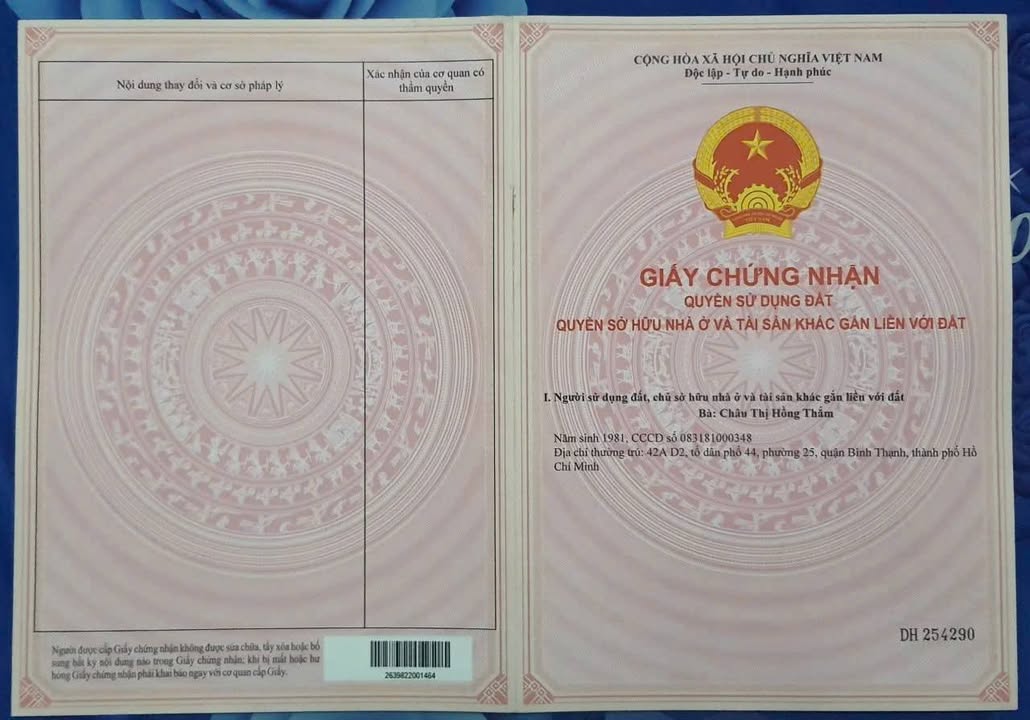 Nội dung thay đổi và cơ sở pháp lý
Xác nhận của cơ quan có
thẩm quyền
Người được cấp Giấy chứng nhận không được sửa chữa, tẩy xóa hoặc bổ
sung bất kỳ nội dung nào trong Giấy chứng nhận; khi bị mất hoặc hư
hỏng Giấy chứng nhận phải khai báo ngay với cơ quan cấp Giấy.
2639822001464
CỘNG HÒA XÃ HỘI CHỦ NGHĨA VIỆT NAM
Độc lập - Tự do - Hạnh phúc
VIỆT NAM
GIẤY CHỨNG NHẬN
QUYỀN SỬ DỤNG ĐẤT
QUYỀN SỞ HỮU NHÀ Ở VÀ TÀI SẢN KHÁC GẮN LIỀN VỚI ĐẤT
I. Người sử dụng đất, chủ sở hữu nhà ở và tài sản khác gắn liền với đất
Bà: Châu Thị Hồng Thắm
Năm sinh 1981, CCCD số 083181000348
Địa chỉ thường trú: 42A D2, tổ dân phố 44, phường 25, quận Bình Thạnh, thành phố Hồ
Chí Minh
DH 254290